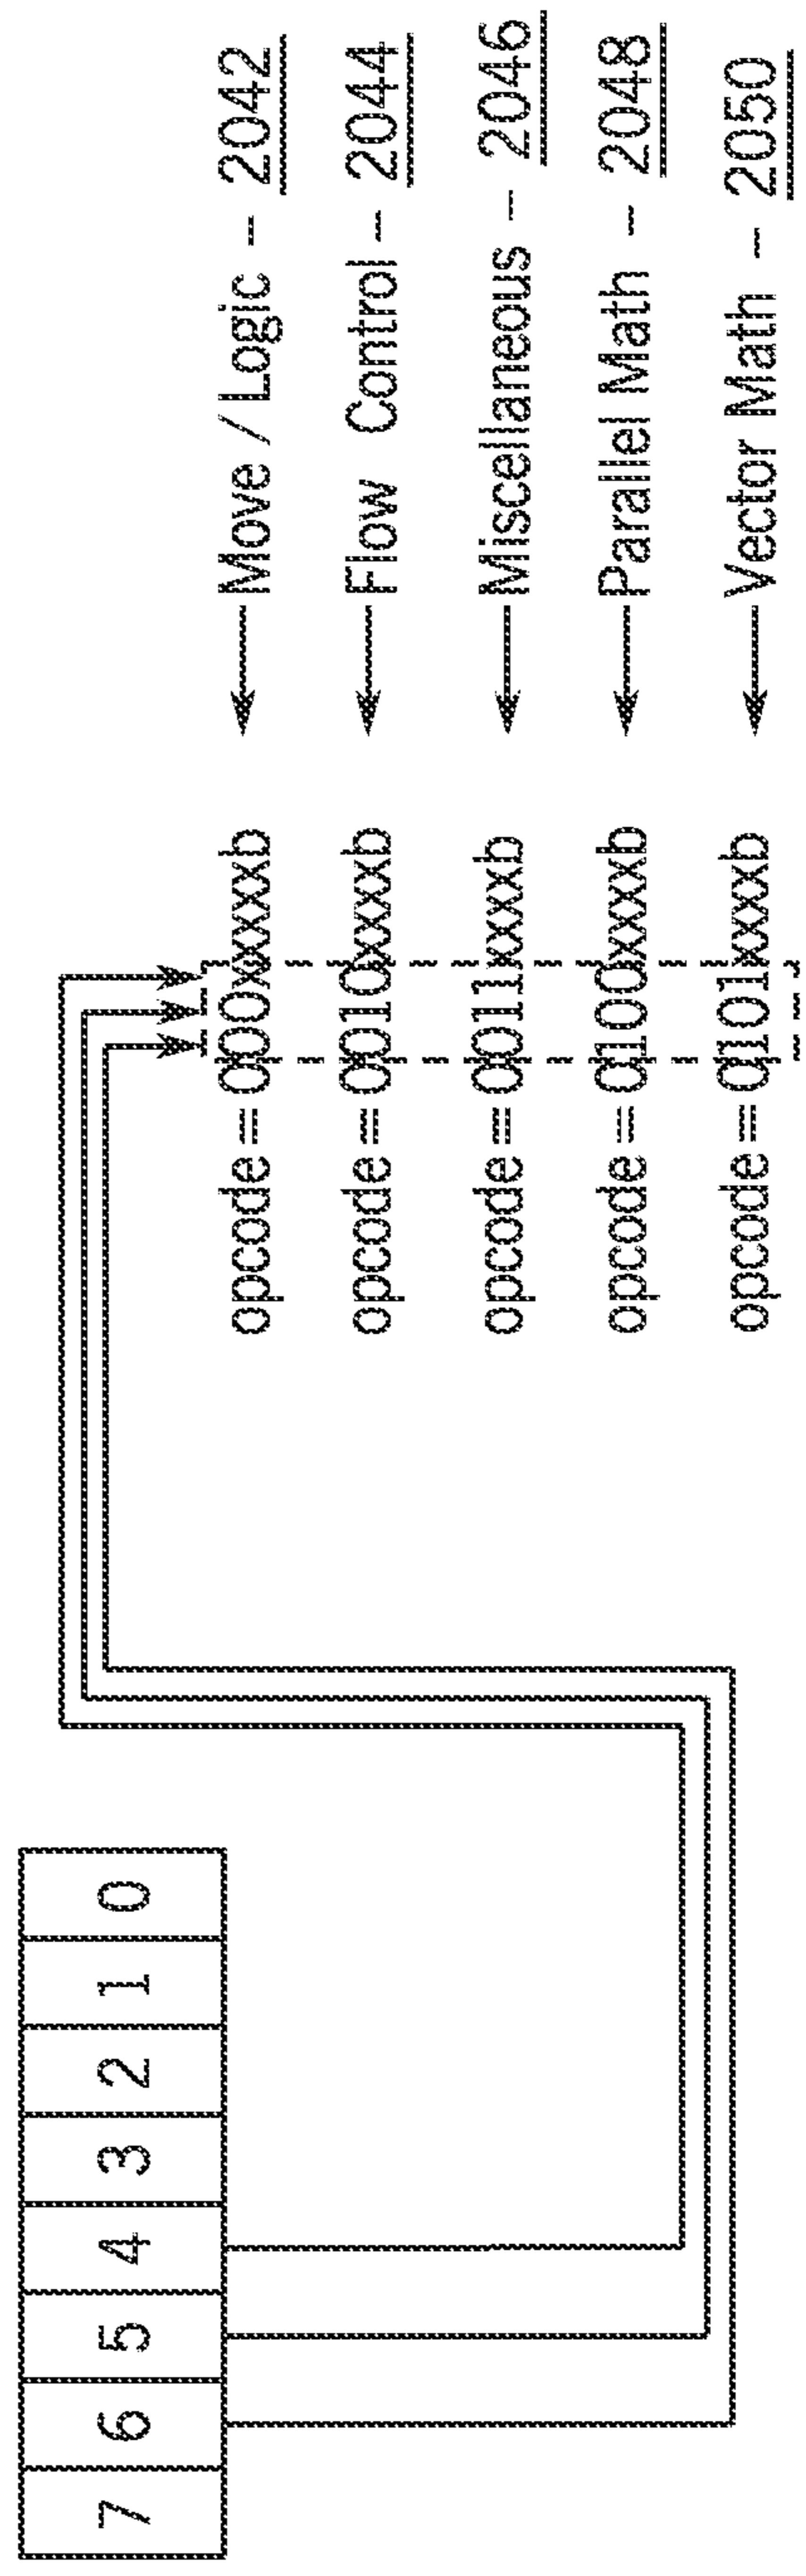 7 6 5 4 3 2 1 0
opcode = 000xxxxxb ← Move / Logic – 2042
opcode = 0010xxxxb ← Flow Control – 2044
opcode = 0011xxxxb ← Miscellaneous – 2046
opcode = 0100xxxxb ← Parallel Math – 2048
opcode = 0101xxxxb ← Vector Math – 2050